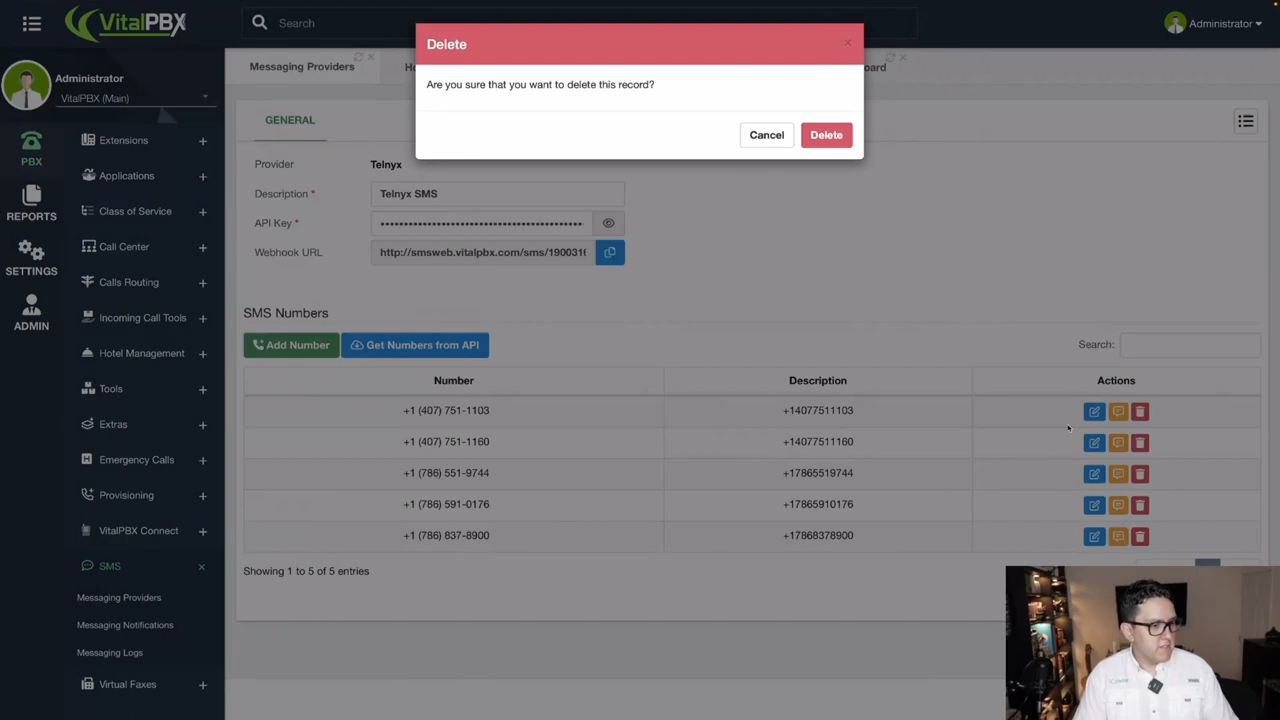 VitalPBX
Search
Administrator
Delete
×
Are you sure that you want to delete this record?
Cancel
Delete
Administrator
VitalPBX (Main)
Messaging Providers
PBX
REPORTS
SETTINGS
ADMIN
Extensions
Applications
Class of Service
Call Center
Calls Routing
Incoming Call Tools
Hotel Management
Tools
Extras
Emergency Calls
Provisioning
VitalPBX Connect
SMS
Messaging Providers
Messaging Notifications
Messaging Logs
Virtual Faxes
GENERAL
Provider Telnyx
Description * Telnyx SMS
API Key *
Webhook URL http://smsweb.vitalpbx.com/sms/190031
SMS Numbers
Add Number Get Numbers from API Search:
Number Description Actions
+1 (407) 751-1103 +14077511103
+1 (407) 751-1160 +14077511160
+1 (786) 551-9744 +17865519744
+1 (786) 591-0176 +17865910176
+1 (786) 837-8900 +17868378900
Showing 1 to 5 of 5 entries